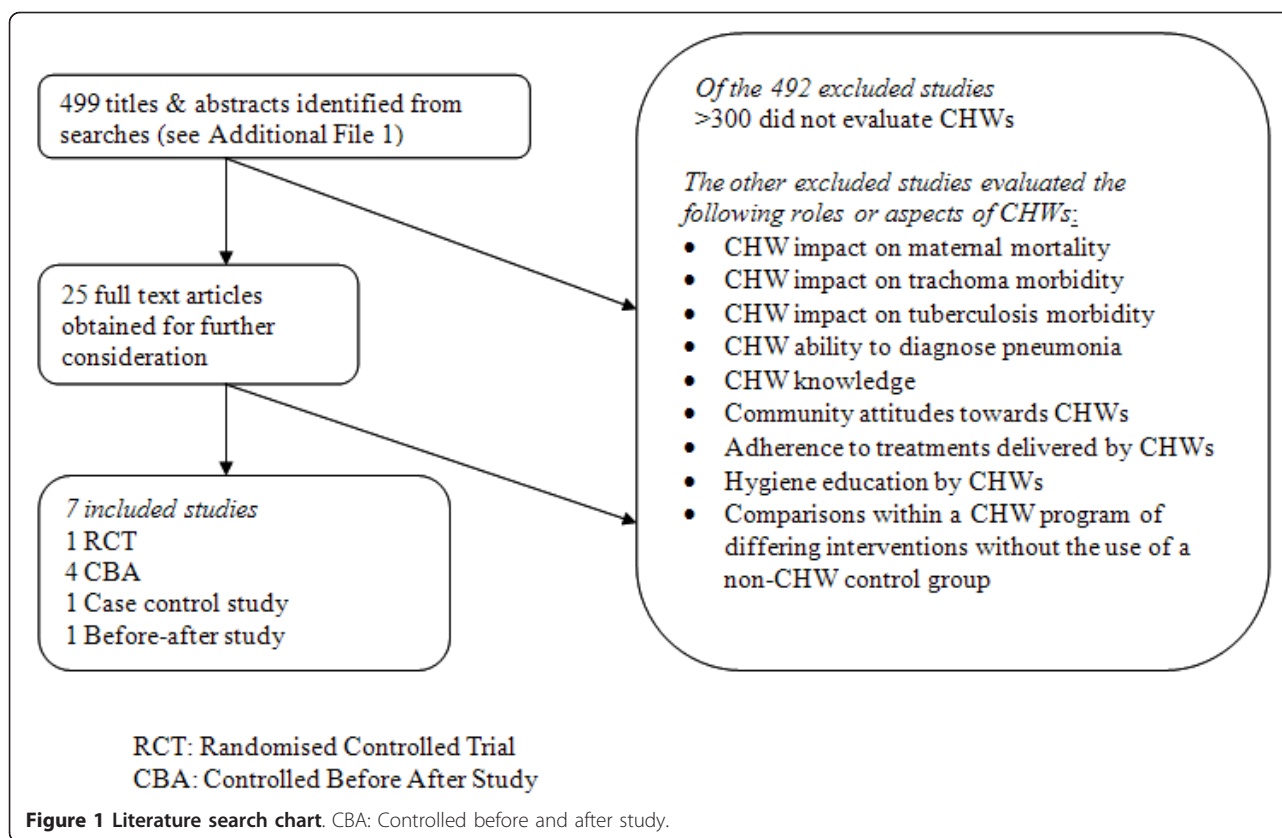 499 titles & abstracts identified from
searches (see Additional File 1)
25 full text articles
obtained for further
consideration
7 included studies
1 RCT
4 CBA
1 Case control study
1 Before-after study
Of the 492 excluded studies
>300 did not evaluate CHWs
The other excluded studies evaluated the
following roles or aspects of CHWs:
• CHW impact on maternal mortality
• CHW impact on trachoma morbidity
• CHW impact on tuberculosis morbidity
• CHW ability to diagnose pneumonia
• CHW knowledge
• Community attitudes towards CHWs
• Adherence to treatments delivered by CHWs
• Hygiene education by CHWs
• Comparisons within a CHW program of
differing interventions without the use of a
non-CHW control group
RCT: Randomised Controlled Trial
CBA: Controlled Before After Study
Figure 1 Literature search chart. CBA: Controlled before and after study.